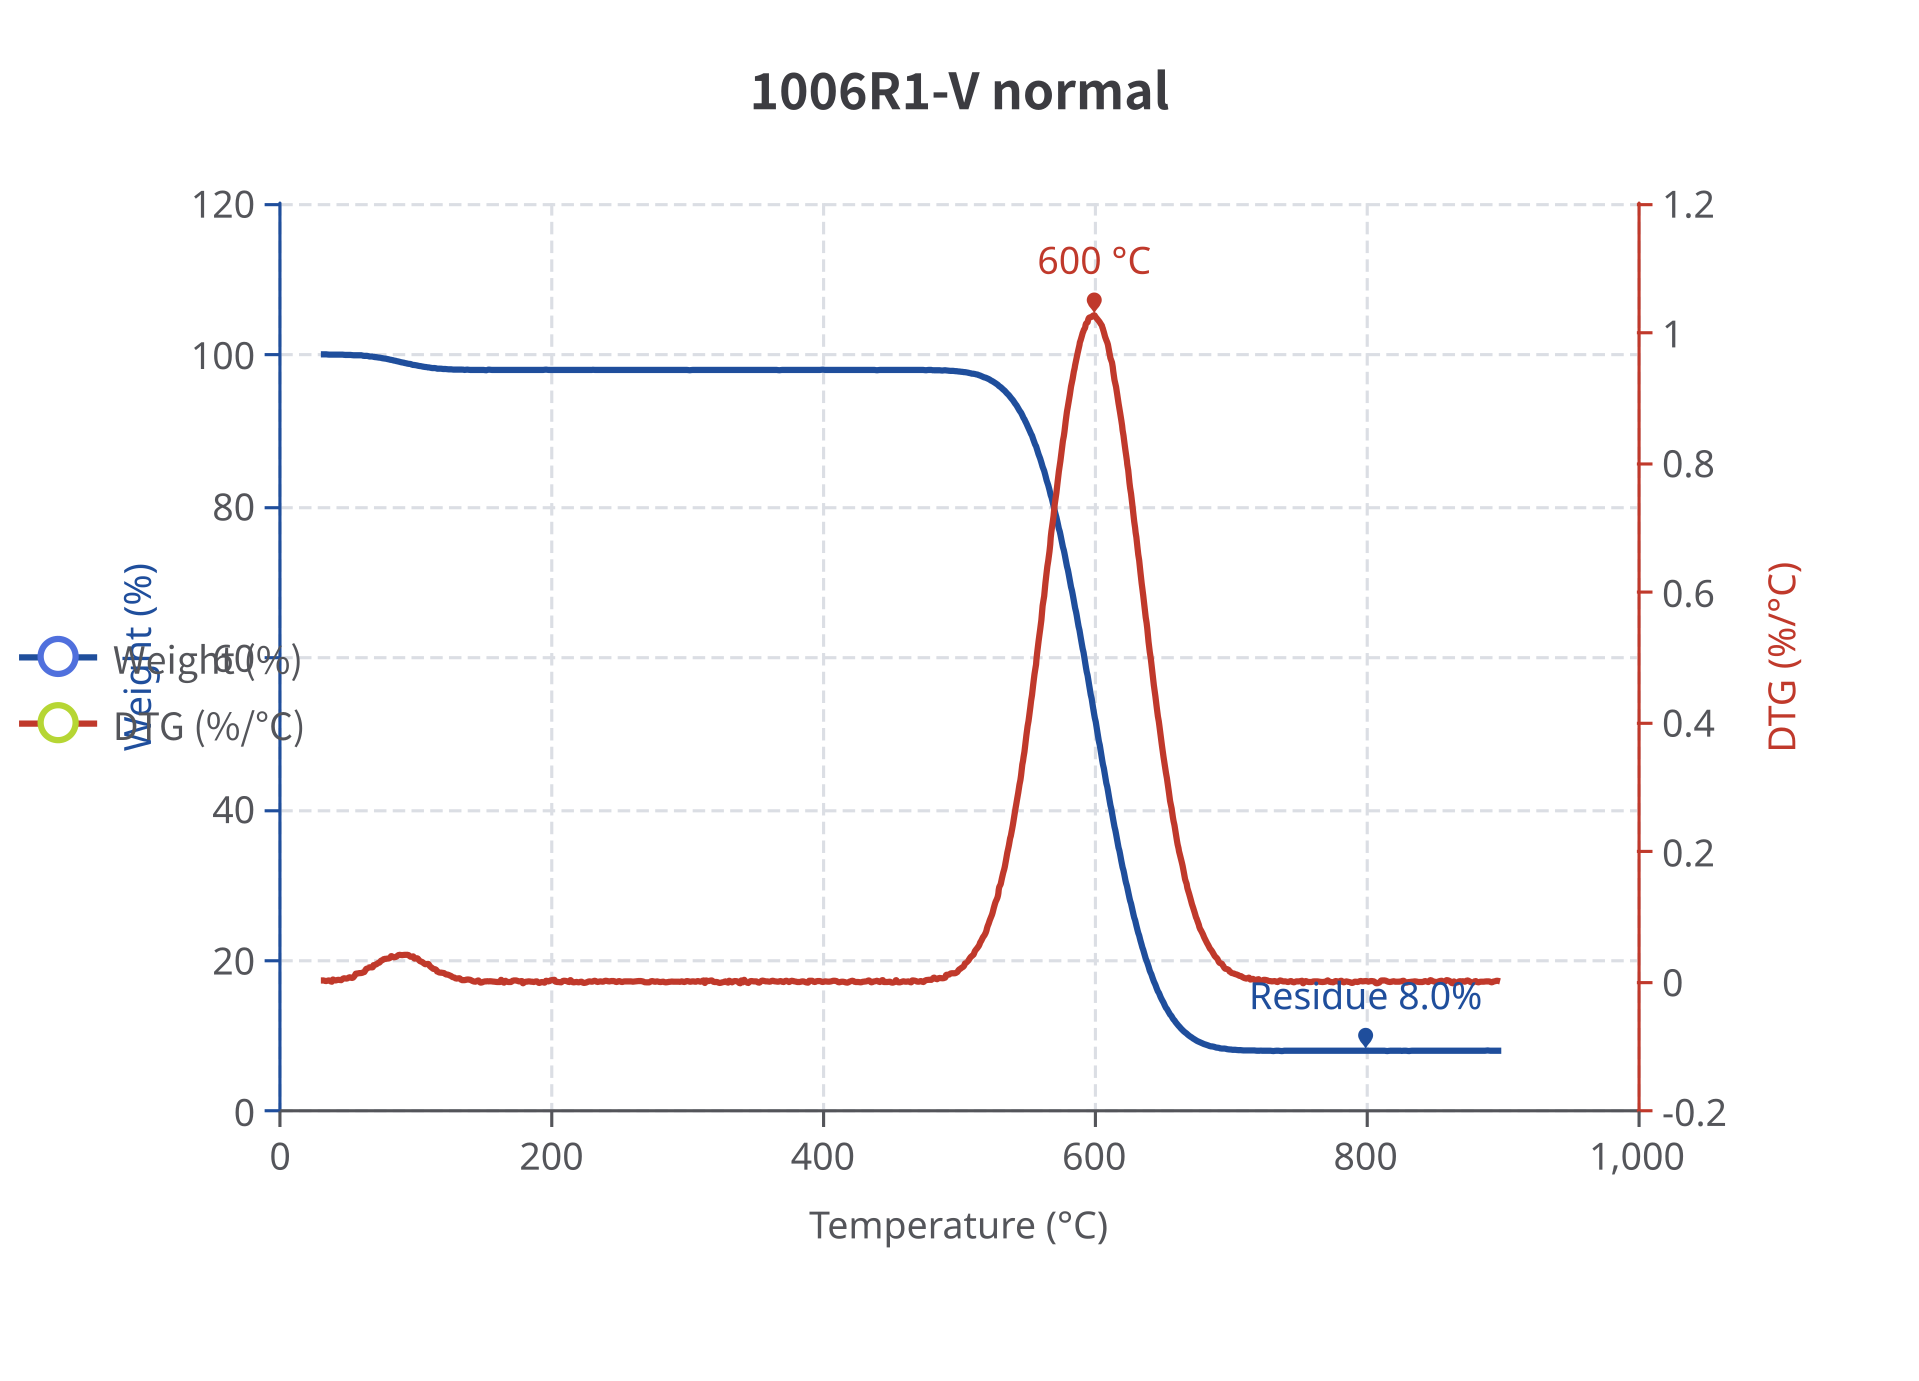 1006R1-V normal
120
100
80
60
40
20
0
Weight (%)
Weight (%)
DTG (%/°C)
600 °C
Residue 8.0%
1.2
1
0.8
0.6
0.4
0.2
0
-0.2
DTG (%/°C)
0 200 400 600 800 1,000
Temperature (°C)